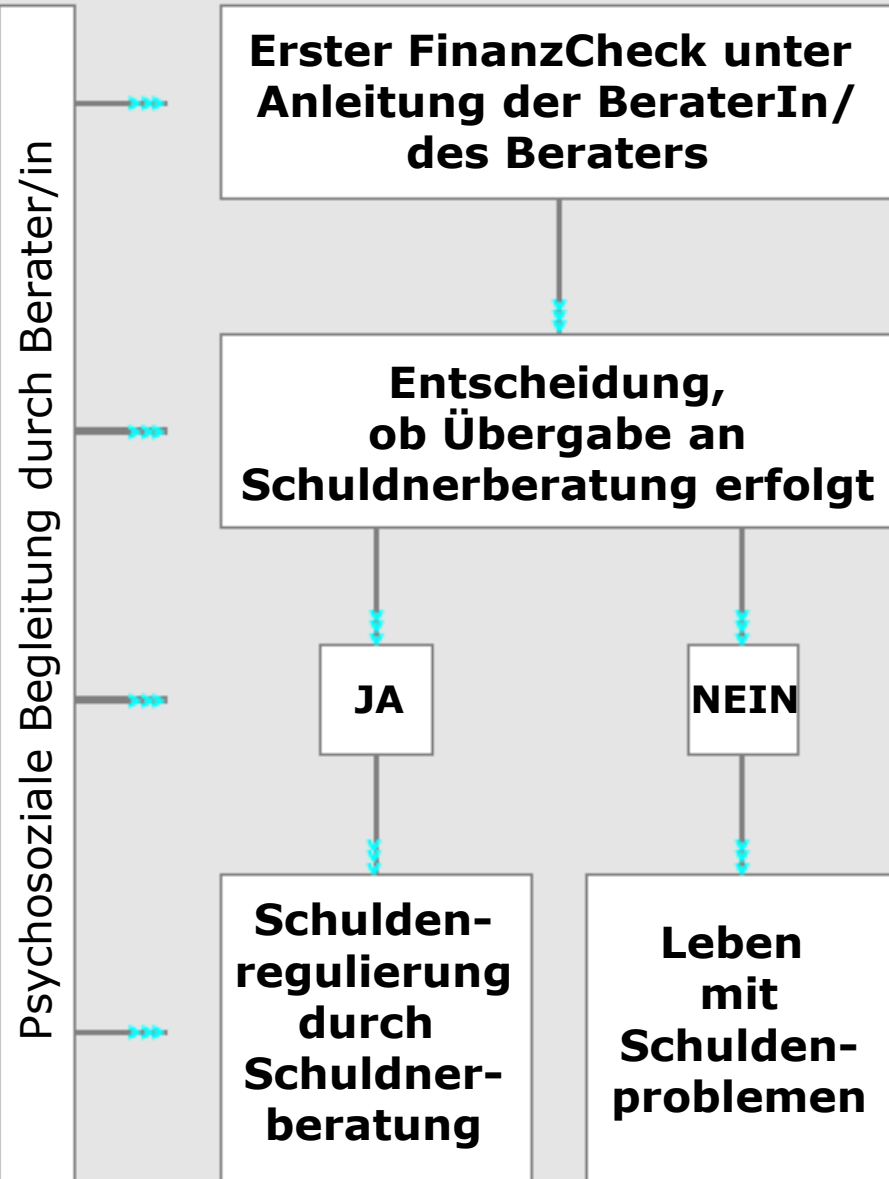 Psychosoziale Begleitung durch Berater/in
Erster FinanzCheck unter
Anleitung der BeraterIn/
des Beraters
Entscheidung,
ob Übergabe an
Schuldnerberatung erfolgt
JA
NEIN
Schulden-
regulierung
durch
Schuldner-
beratung
Leben
mit
Schulden-
problemen